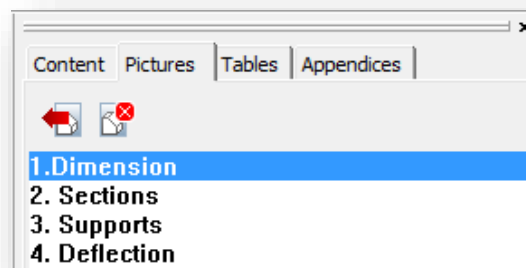 Content Pictures Tables Appendices
1.Dimension
2. Sections
3. Supports
4. Deflection